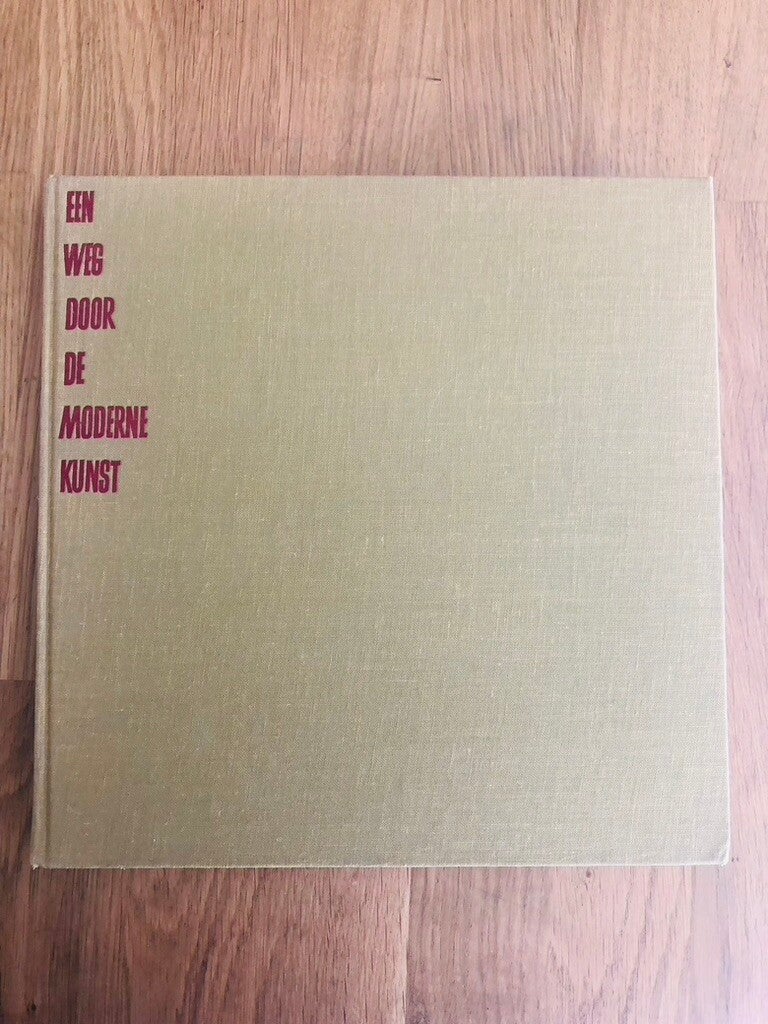 EEN
WEG
DOOR
DE
MODERNE
KUNST